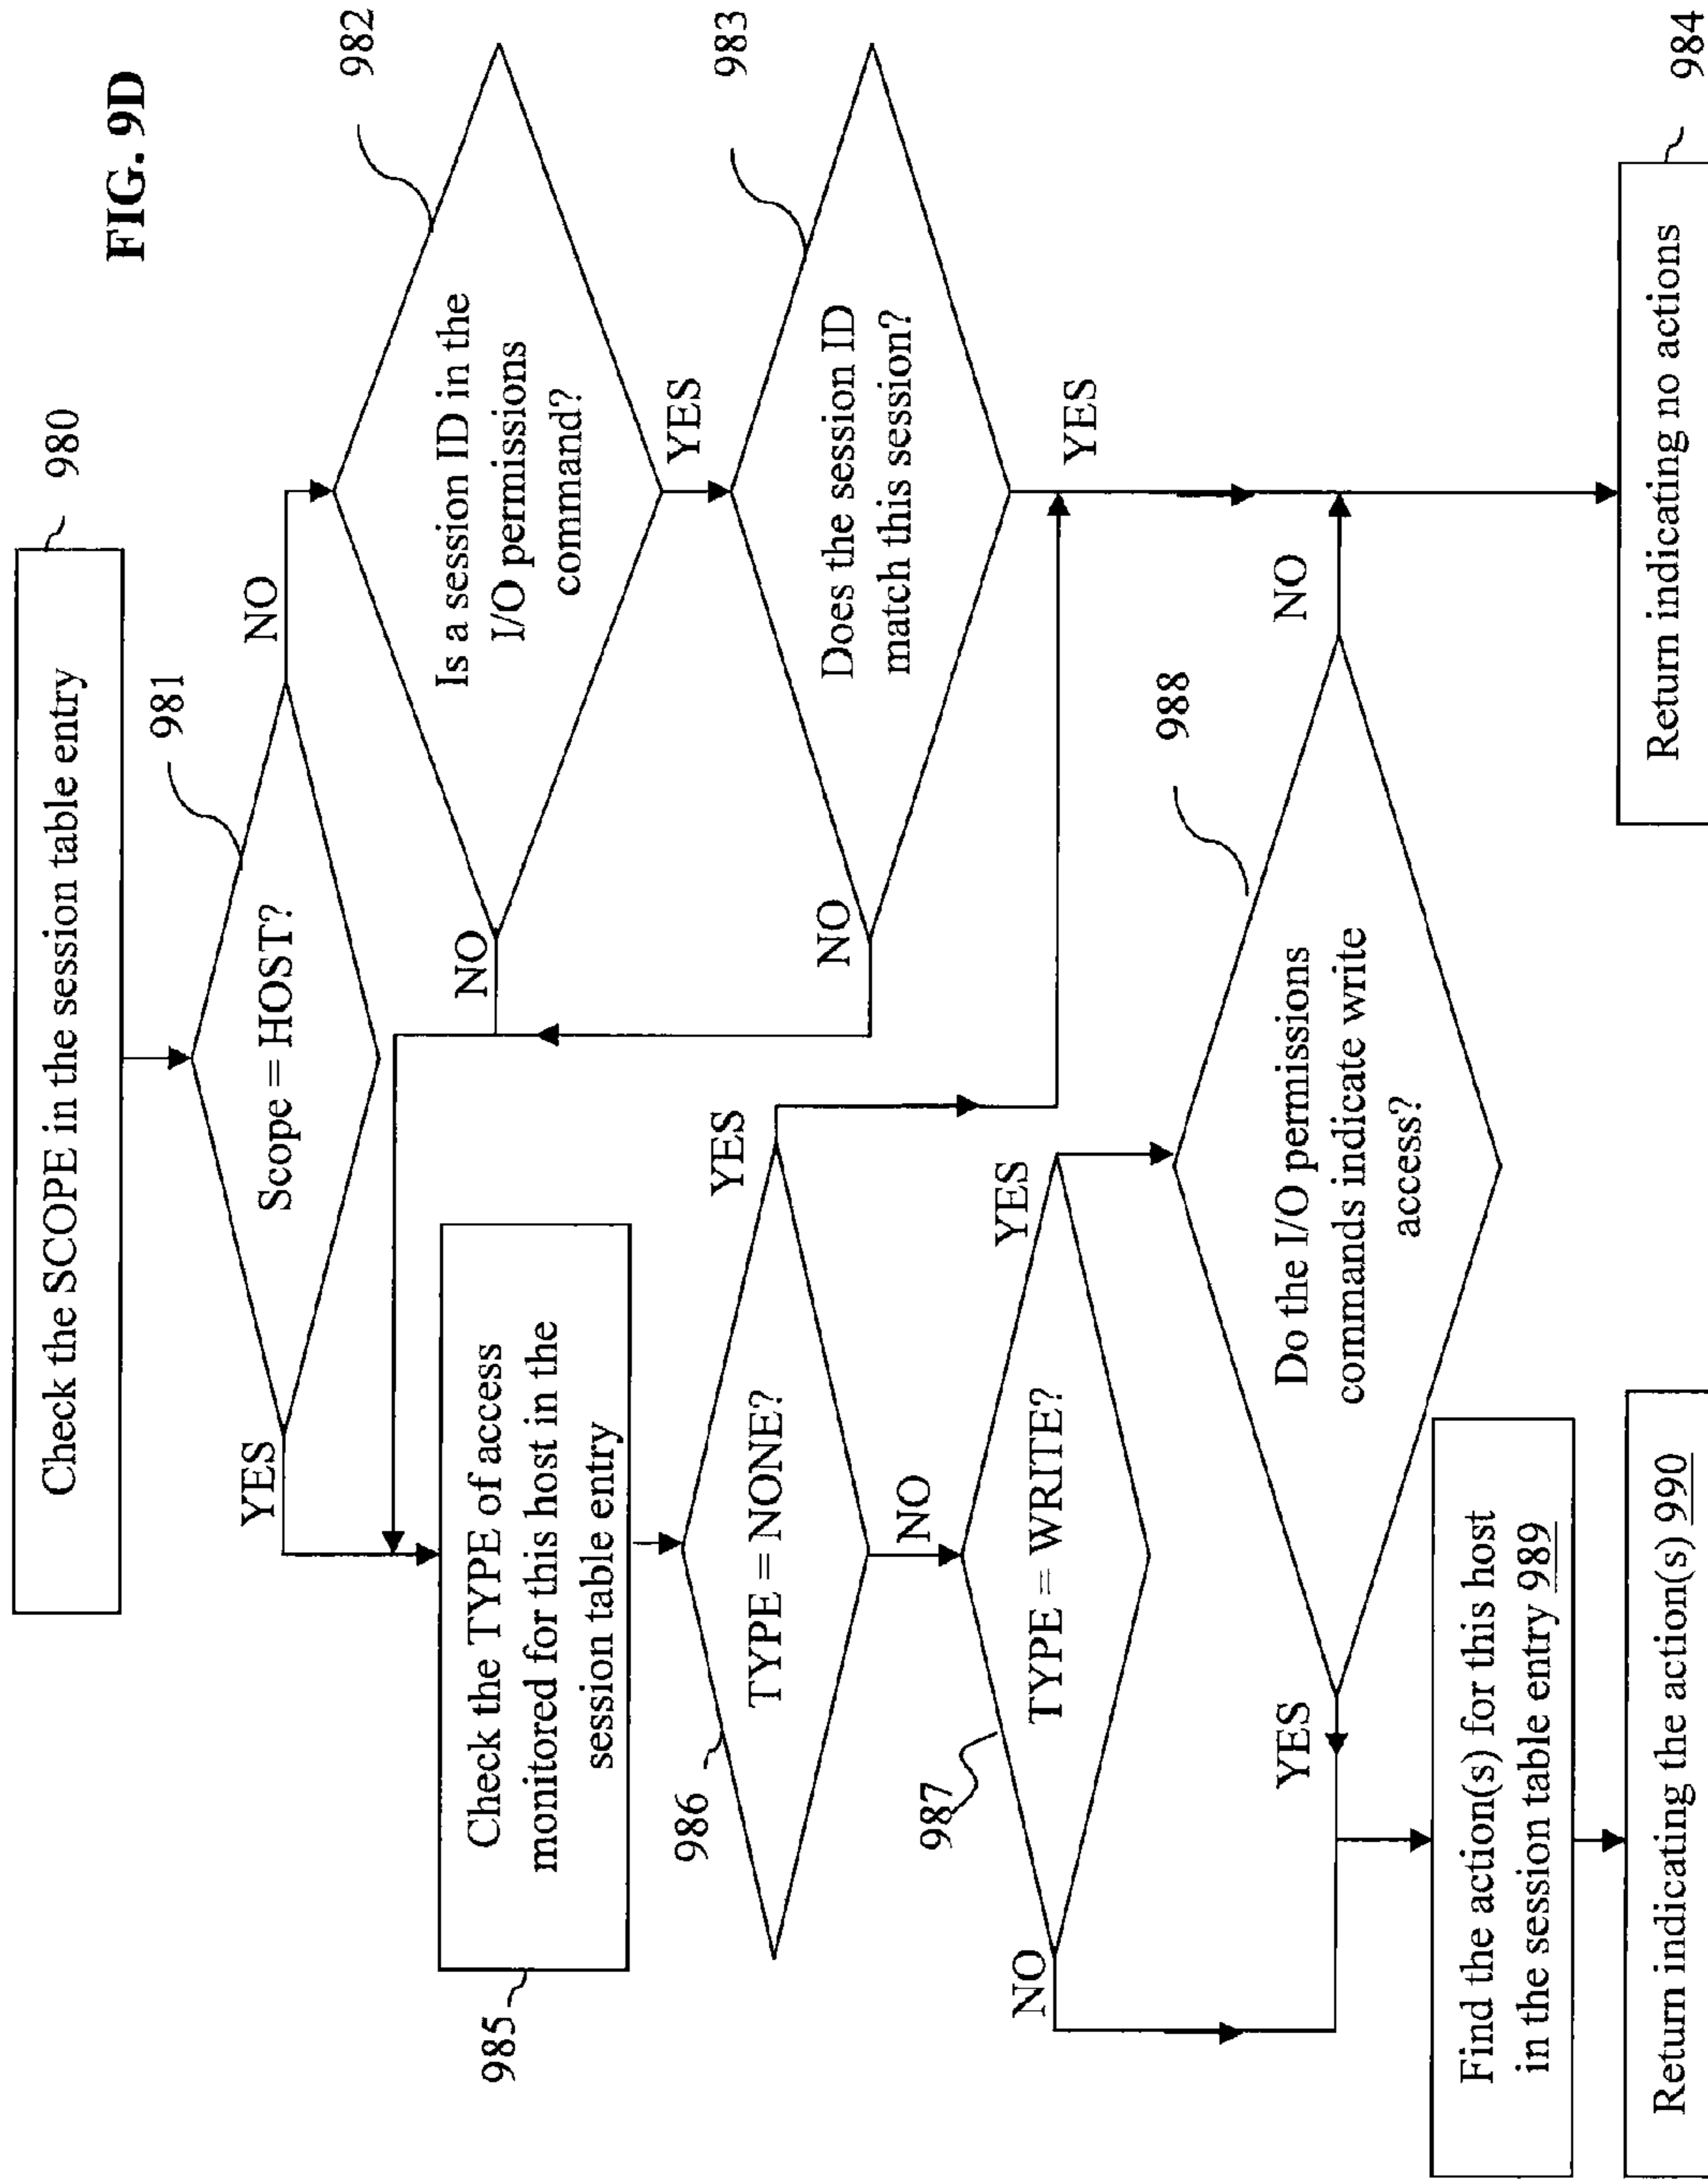 FIG. 9D
Check the SCOPE in the session table entry
980
Scope = HOST?
981
YES
NO
Is a session ID in the
I/O permissions
command?
982
NO
YES
Does the session ID
match this session?
983
NO
YES
Check the TYPE of access
monitored for this host in the
session table entry
985
TYPE = NONE?
986
YES
NO
TYPE = WRITE?
987
YES
NO
Do the I/O permissions
commands indicate write
access?
988
NO
YES
Find the action(s) for this host
in the session table entry 989
Return indicating the action(s) 990
Return indicating no actions
984